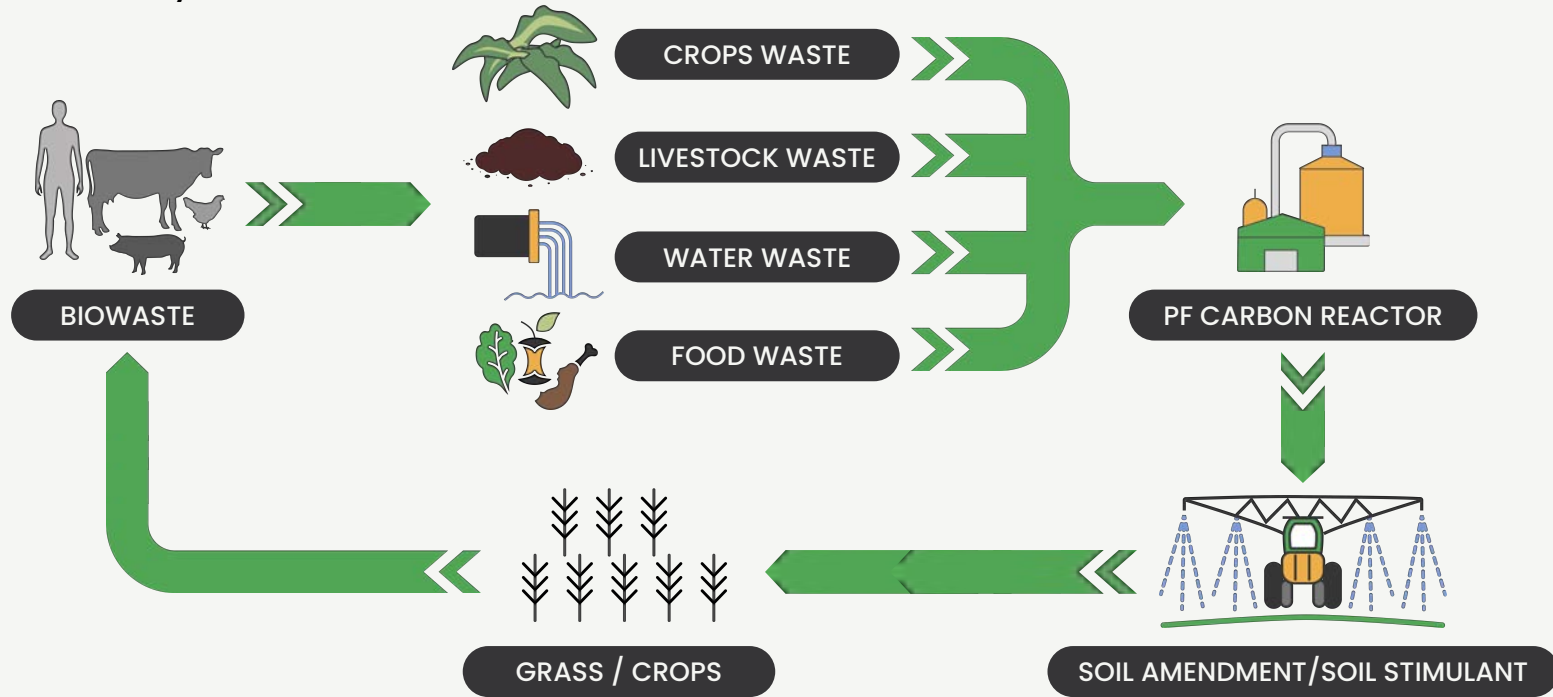 CROPS WASTE
LIVESTOCK WASTE
WATER WASTE
BIOWASTE
PF CARBON REACTOR
FOOD WASTE
GRASS / CROPS
SOIL AMENDMENT/SOIL STIMULANT